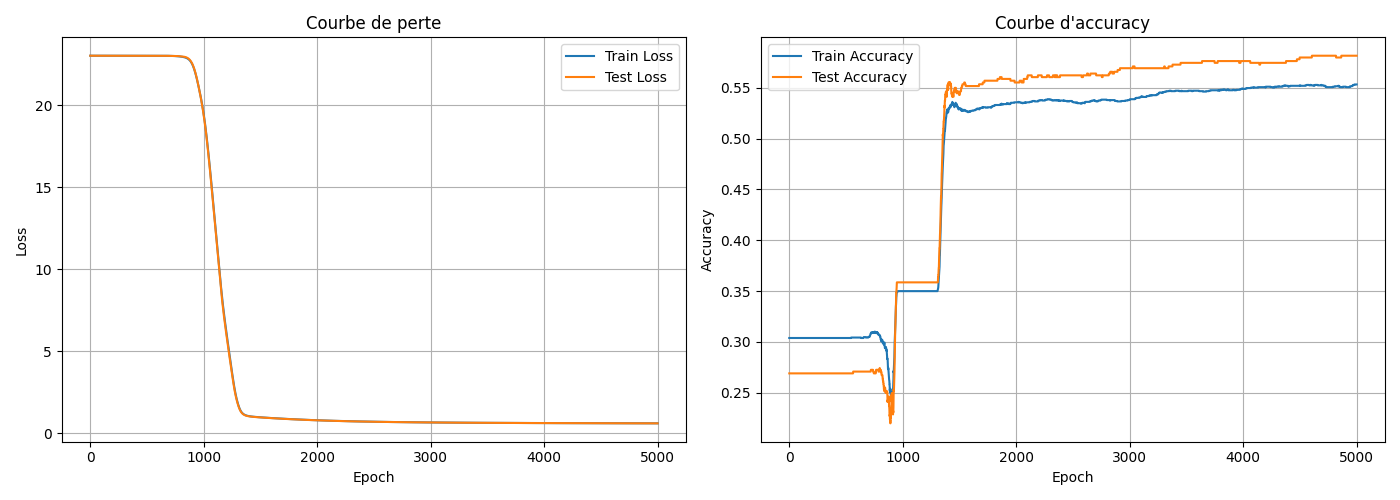 Courbe de perte
Train Loss
Test Loss
20
15
10
5
0
Loss
0 1000 2000 3000 4000 5000
Epoch
Courbe d'accuracy
Train Accuracy
Test Accuracy
0.55
0.50
0.45
0.40
0.35
0.30
0.25
Accuracy
0 1000 2000 3000 4000 5000
Epoch